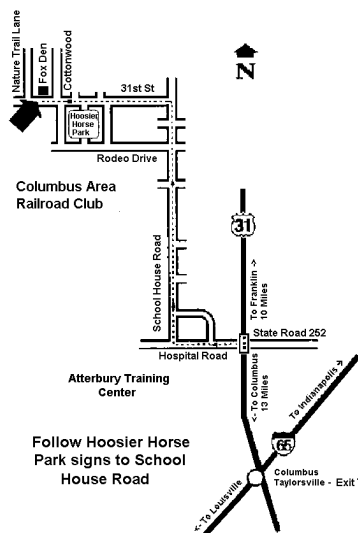 Nature Trail Lane
Fox Den
Cottonwood
31st St
N
Hoosier
Horse
Park
Rodeo Drive
Columbus Area
Railroad Club
31
School House Road
To Franklin ->
10 Miles
State Road 252
Hospital Road
Atterbury Training
Center
<- To Columbus
13 Miles
To Indianapolis ->
65
Follow Hoosier Horse
Park signs to School
House Road
Columbus
Taylorsville - Exit
<- To Louisville